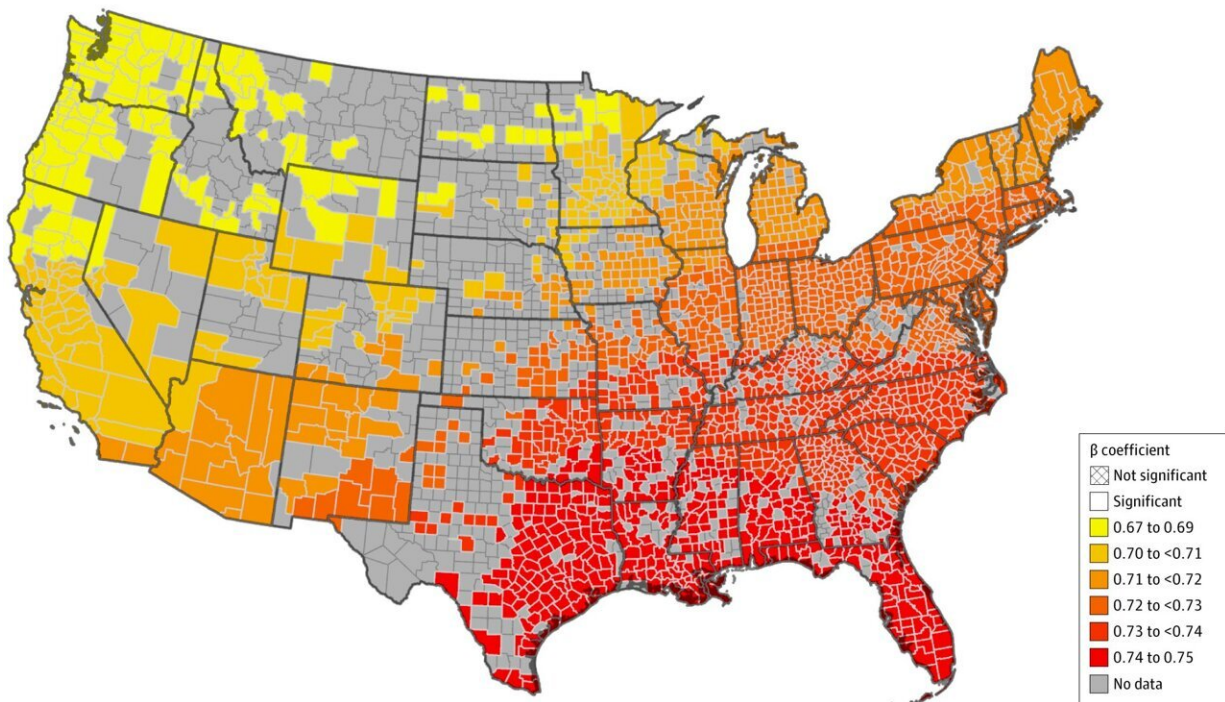 β coefficient
Not significant
Significant
0.67 to 0.69
0.70 to <0.71
0.71 to <0.72
0.72 to <0.73
0.73 to <0.74
0.74 to 0.75
No data